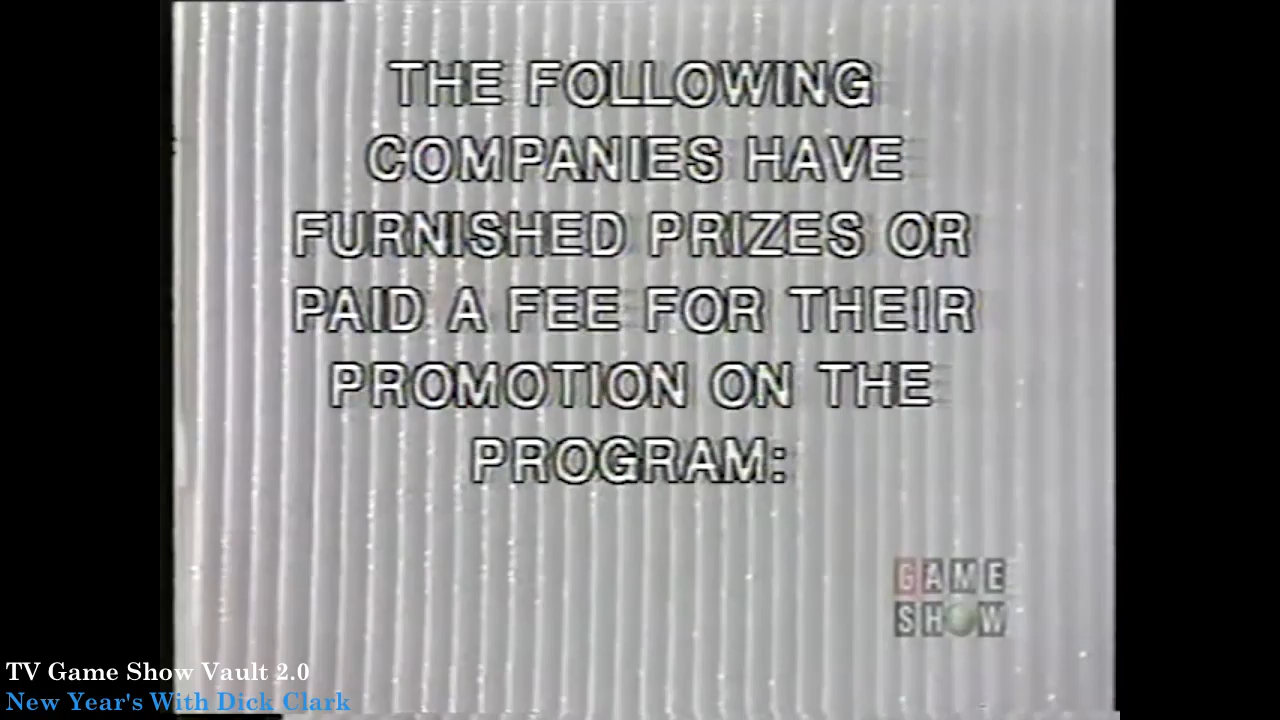 THE FOLLOWING
COMPANIES HAVE
FURNISHED PRIZES OR
PAID A FEE FOR THEIR
PROMOTION ON THE
PROGRAM:
GAME
SHOW
TV Game Show Vault 2.0
New Year's With Dick Clark